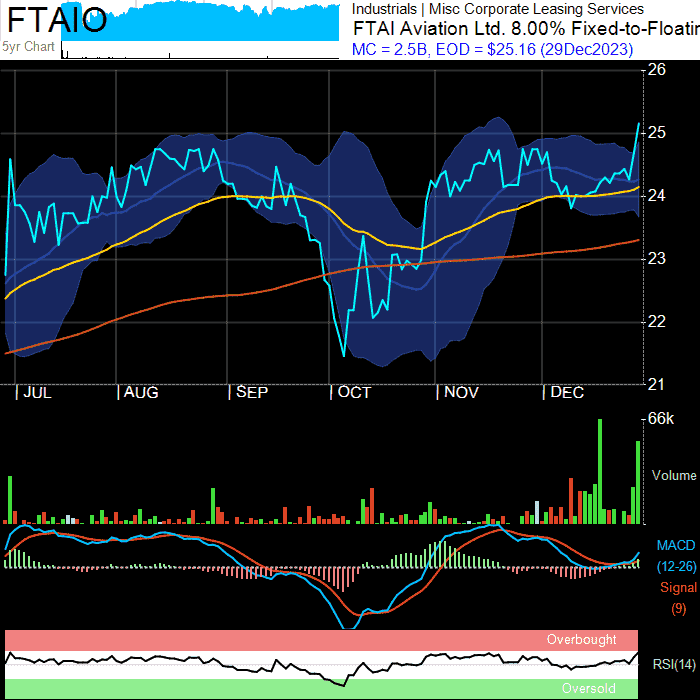 FTAIO
5yr Chart
Industrials | Misc Corporate Leasing Services
FTAI Aviation Ltd. 8.00% Fixed-to-Floatin
MC = 2.5B, EOD = $25.16 (29Dec2023)
26
25
24
23
22
21
| JUL | AUG | SEP | OCT | NOV | DEC
66k
Volume
MACD
(12-26)
Signal
(9)
Overbought
RSI(14)
Oversold